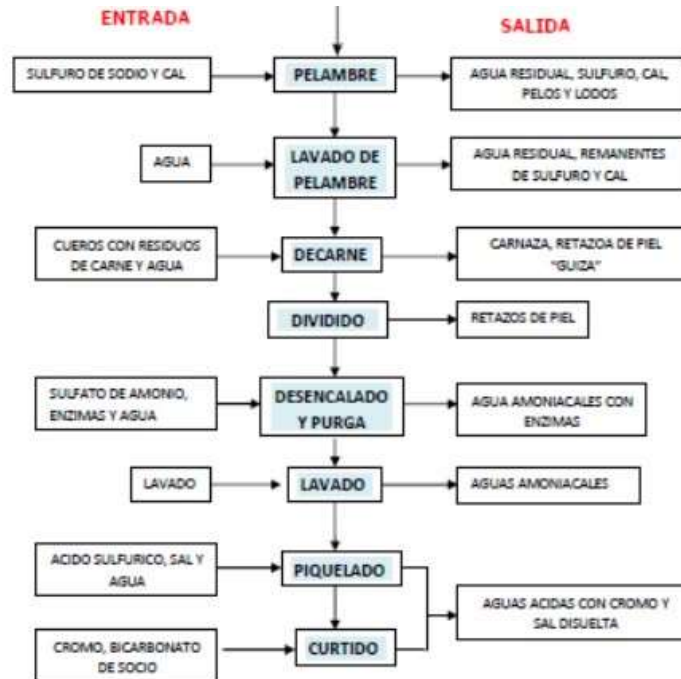 ENTRADA
SALIDA
SULFURO DE SODIO Y CAL
PELAMBRE
AGUA RESIDUAL, SULFURO, CAL,
PELOS Y LODOS
AGUA
LAVADO DE
PELAMBRE
AGUA RESIDUAL, REMANENTES
DE SULFURO Y CAL
CUEROS CON RESIDUOS
DE CARNE Y AGUA
DECARNE
CARNAZA, RETAZOA DE PIEL
"GUIZA"
DIVIDIDO
RETAZOS DE PIEL
SULFATO DE AMONIO,
ENZIMAS Y AGUA
DESENCALADO
Y PURGA
AGUA AMONIACALES CON
ENZIMAS
LAVADO
LAVADO
AGUAS AMONIACALES
ACIDO SULFURICO, SAL Y
AGUA
PIQUELADO
AGUAS ACIDAS CON CROMO Y
SAL DISUELTA
CROMO, BICARBONATO
DE SOCIO
CURTIDO